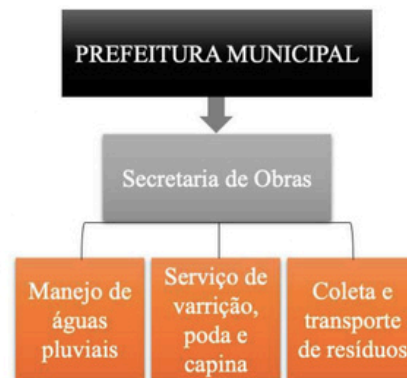 PREFEITURA MUNICIPAL
Secretaria de Obras
Manejo de
águas
pluviais
Serviço de
varrição,
poda e
capina
Coleta e
transporte
de resíduos